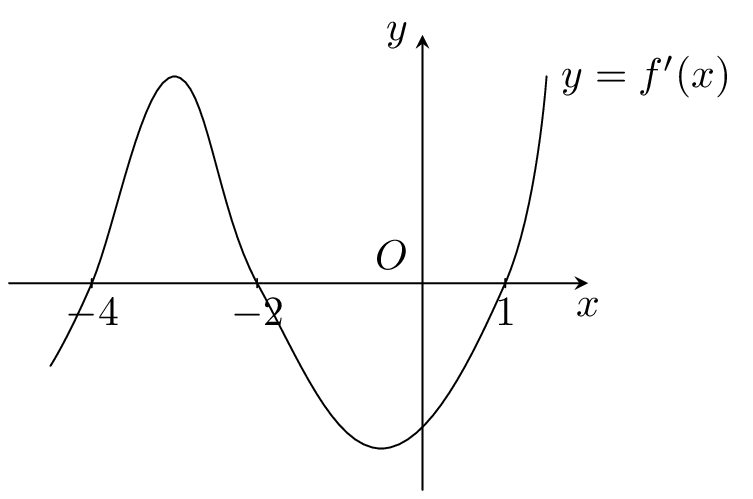 y
y = f′(x)
O
−4 −2 1 x